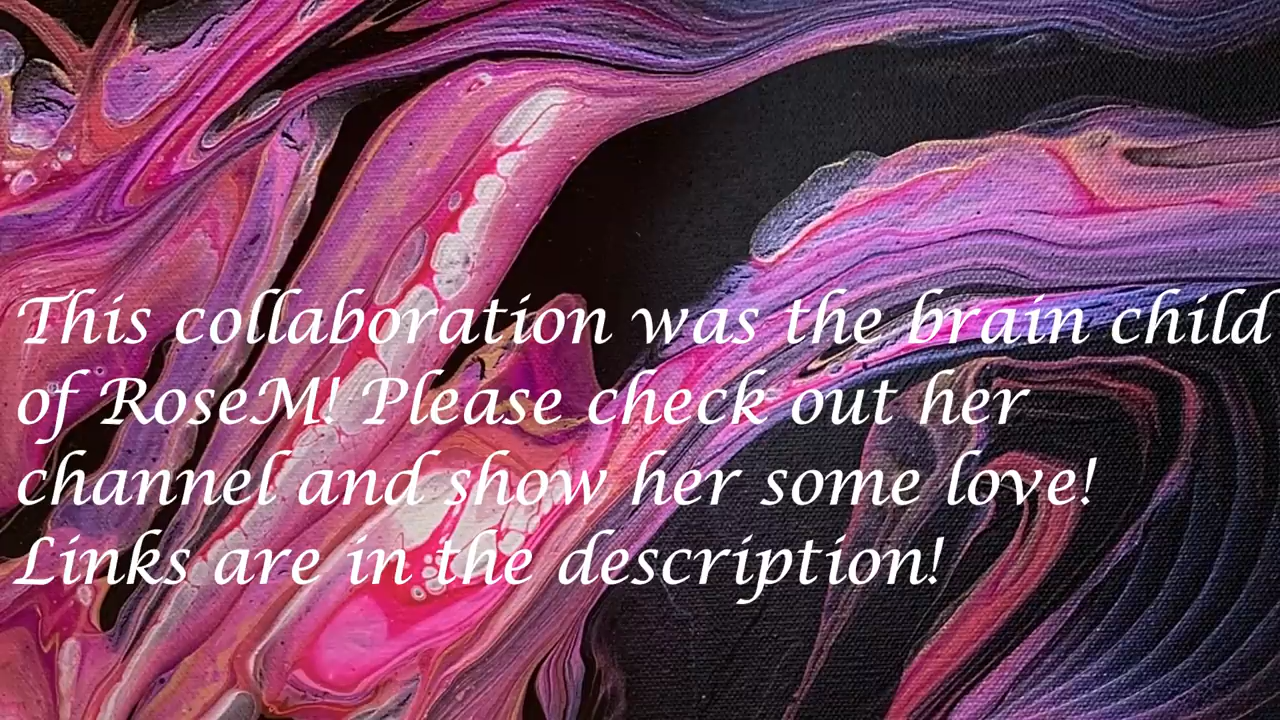 This collaboration was the brain child
of RoseM! Please check out her
channel and show her some love!
Links are in the description!